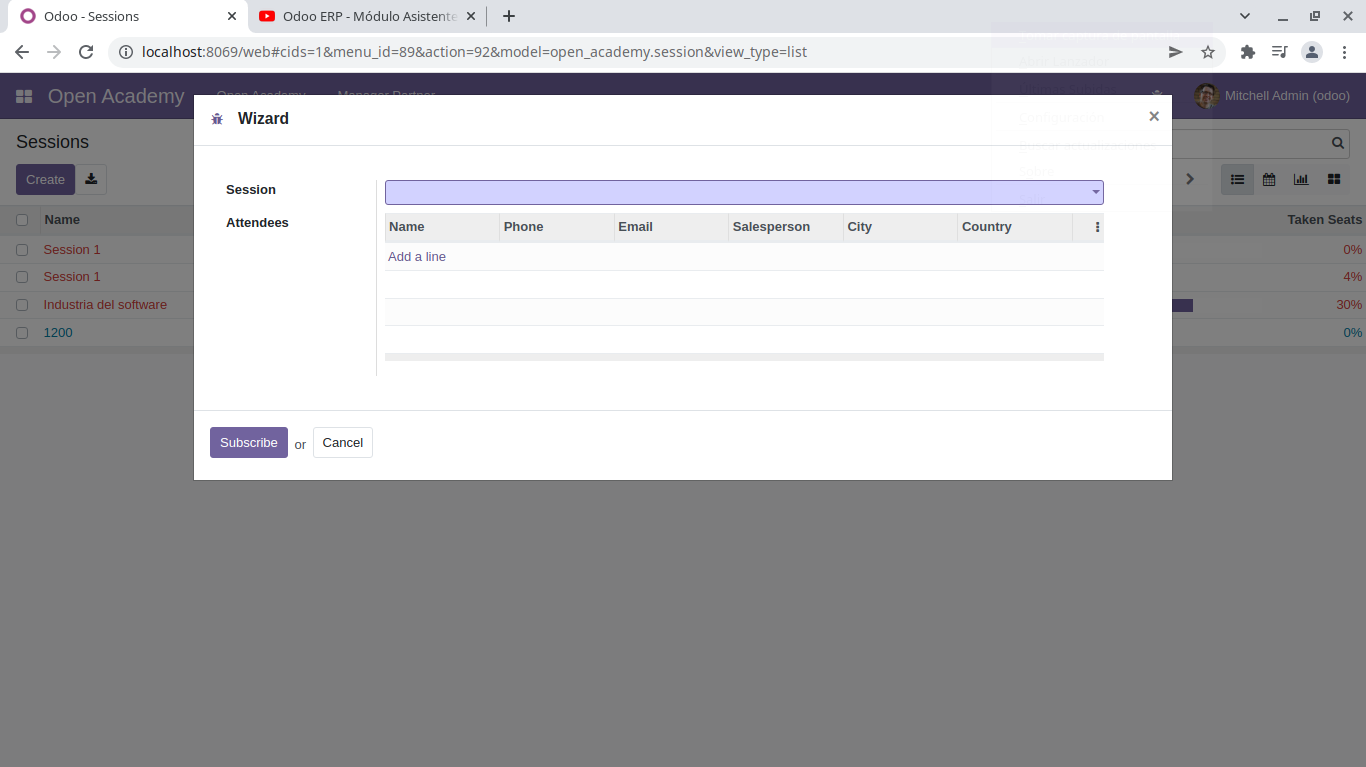 Odoo - Sessions
Odoo ERP - Módulo Asistente
localhost:8069/web#cids=1&menu_id=89&action=92&model=open_academy.session&view_type=list
Open Academy
Open Academy
Manager Partner
Mitchell Admin (odoo)
Wizard
×
Sessions
Create
Session
Attendees
Name Phone Email Salesperson City Country
Add a line
Name
Taken Seats
Session 1
0%
Session 1
4%
Industria del software
30%
1200
0%
Subscribe or Cancel